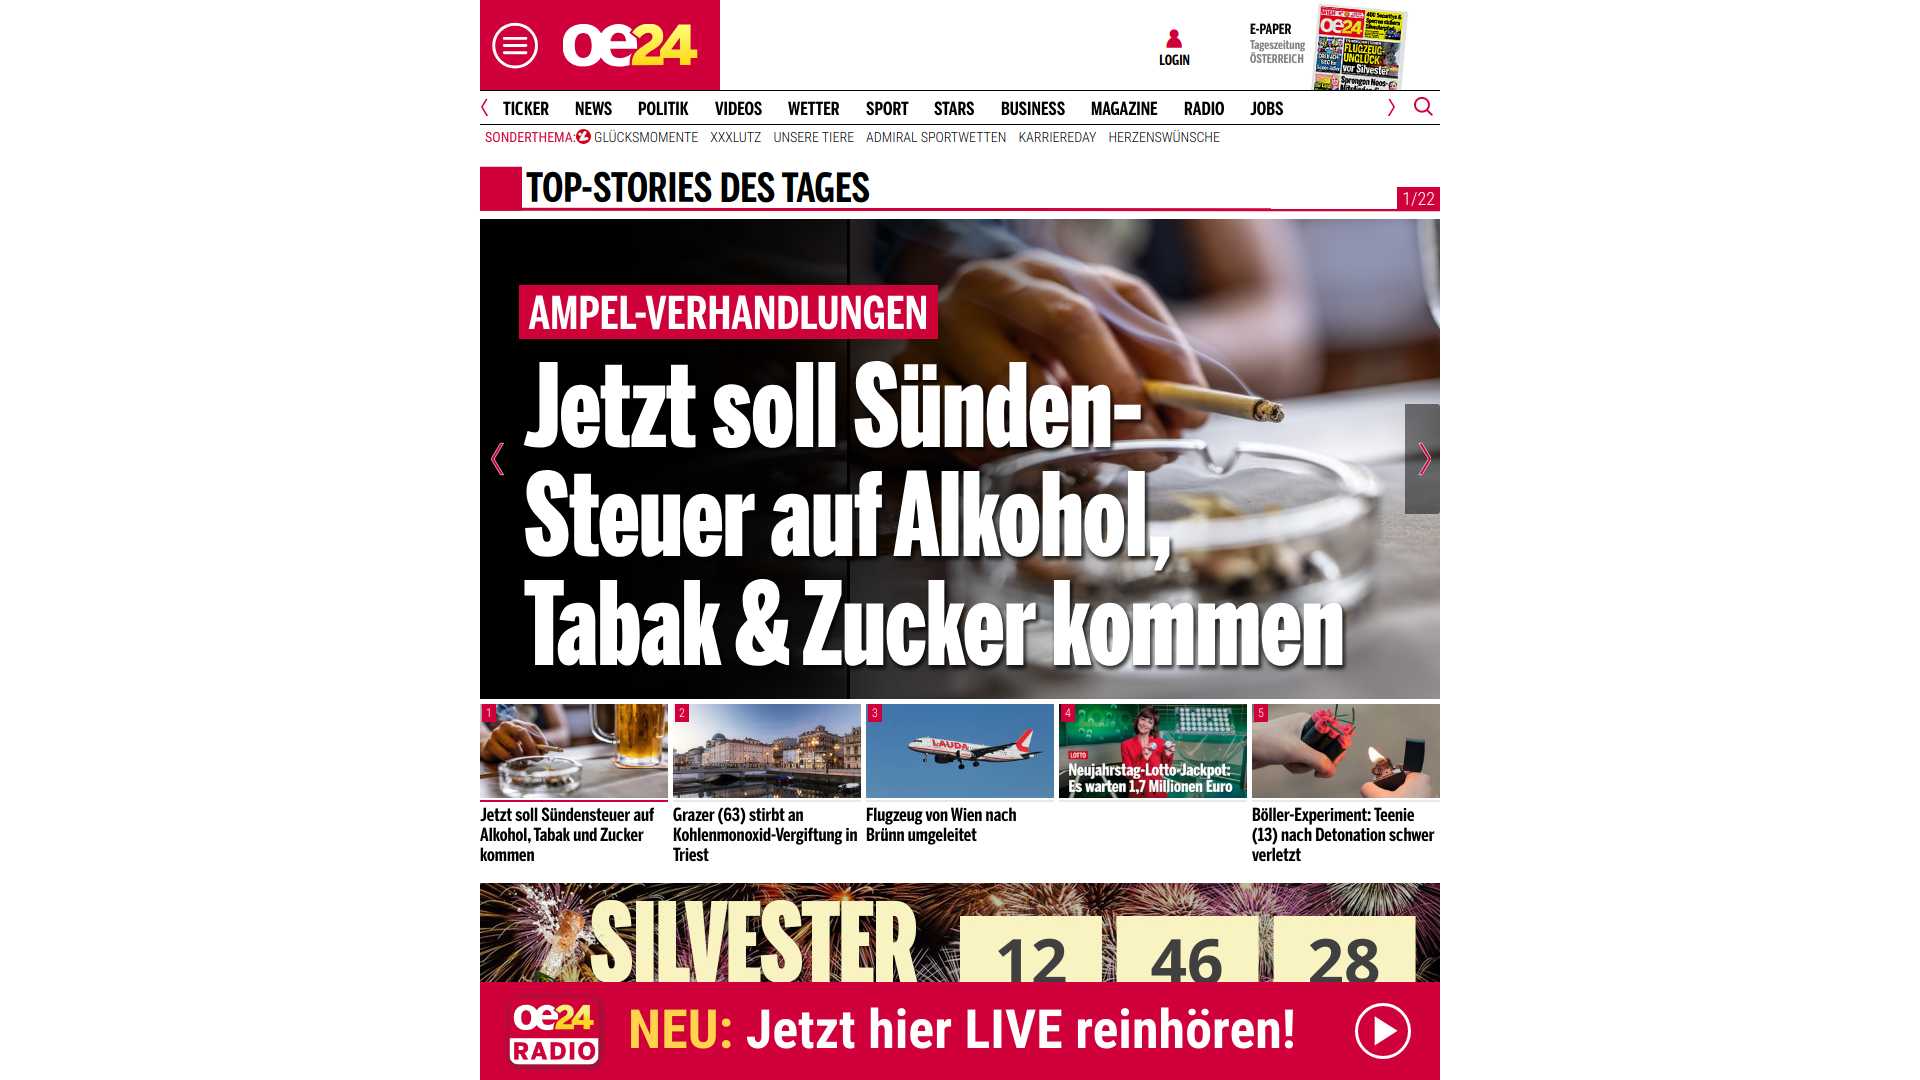 oe24
LOGIN
E-PAPER
Tageszeitung
ÖSTERREICH
oe24
FLUGZEUG-
UNGLÜCK
vor Silvester
TICKER NEWS POLITIK VIDEOS WETTER SPORT STARS BUSINESS MAGAZINE RADIO JOBS
SONDERTHEMA: GLÜCKSMOMENTE XXXLUTZ UNSERE TIERE ADMIRAL SPORTWETTEN KARRIEREDAY HERZENSWÜNSCHE
TOP-STORIES DES TAGES
1/22
AMPEL-VERHANDLUNGEN
Jetzt soll Sünden-
Steuer auf Alkohol,
Tabak & Zucker kommen
1
Jetzt soll Sündensteuer auf
Alkohol, Tabak und Zucker
kommen
2
Grazer (63) stirbt an
Kohlenmonoxid-Vergiftung in
Triest
3
LAUDA
Flugzeug von Wien nach
Brünn umgeleitet
4
LOTTO
Neujahrstag-Lotto-Jackpot:
Es warten 1,7 Millionen Euro
5
Böller-Experiment: Teenie
(13) nach Detonation schwer
verletzt
SILVESTER
12 46 28
oe24
RADIO
NEU: Jetzt hier LIVE reinhören!